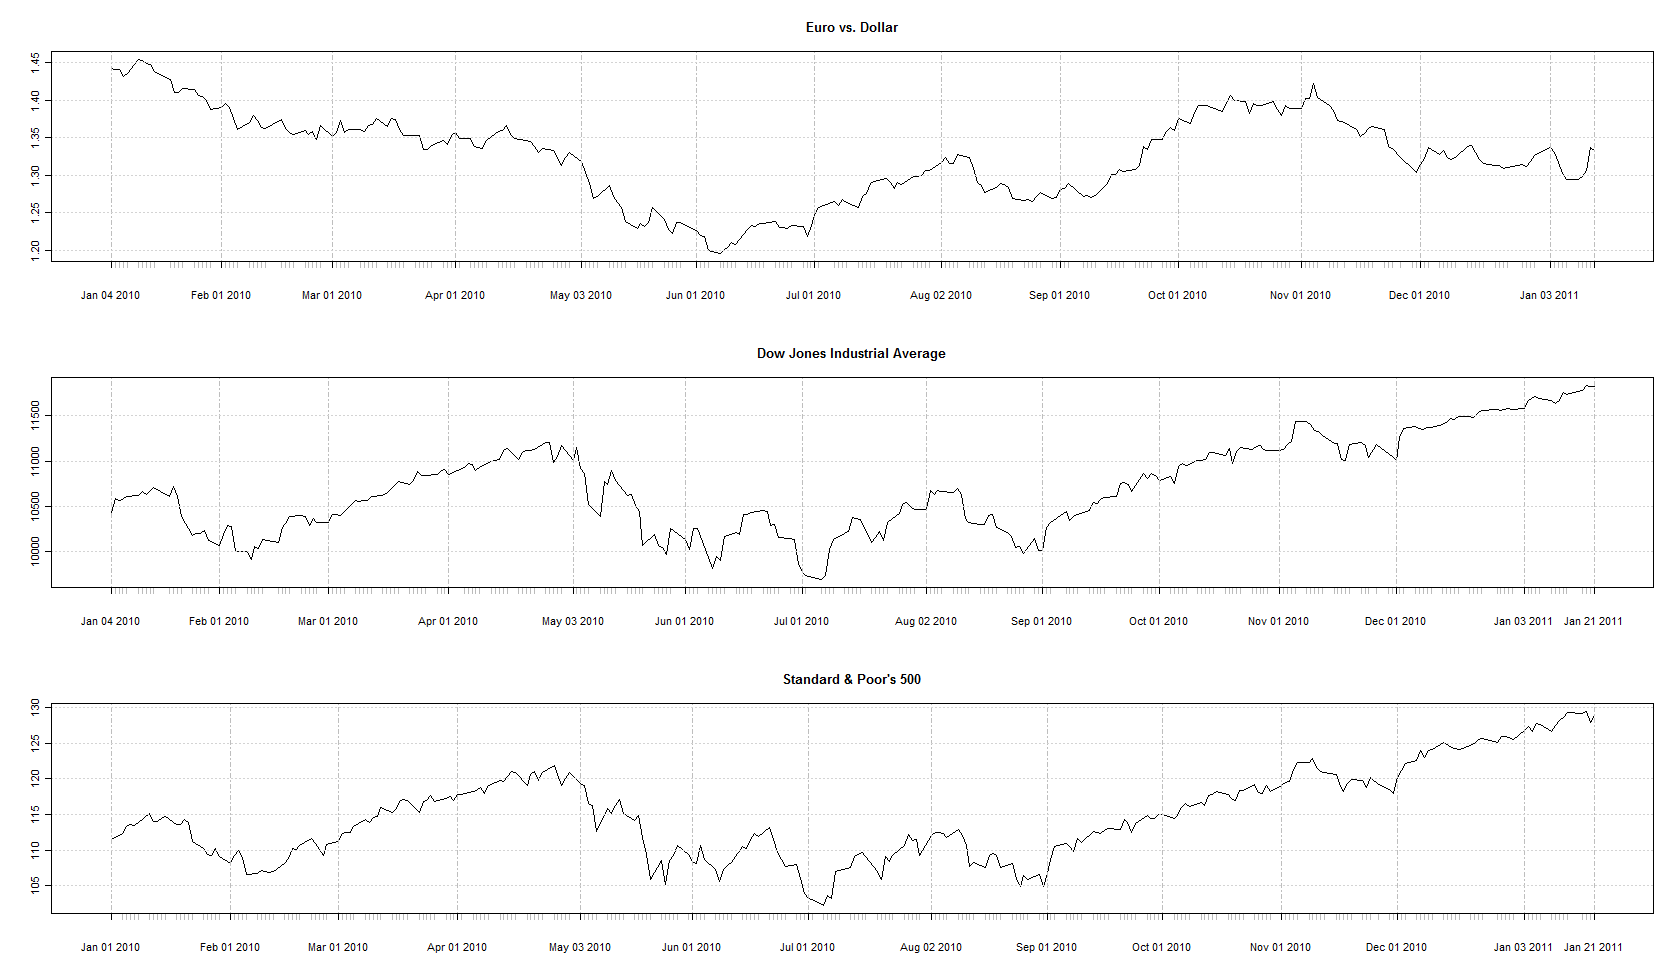 Euro vs. Dollar
1.45
1.40
1.35
1.30
1.25
1.20
Jan 04 2010 Feb 01 2010 Mar 01 2010 Apr 01 2010 May 03 2010 Jun 01 2010 Jul 01 2010 Aug 02 2010 Sep 01 2010 Oct 01 2010 Nov 01 2010 Dec 01 2010 Jan 03 2011
Dow Jones Industrial Average
11500
11000
10500
10000
Jan 04 2010 Feb 01 2010 Mar 01 2010 Apr 01 2010 May 03 2010 Jun 01 2010 Jul 01 2010 Aug 02 2010 Sep 01 2010 Oct 01 2010 Nov 01 2010 Dec 01 2010 Jan 03 2011 Jan 21 2011
Standard & Poor's 500
130
125
120
115
110
105
Jan 01 2010 Feb 01 2010 Mar 01 2010 Apr 01 2010 May 03 2010 Jun 01 2010 Jul 01 2010 Aug 02 2010 Sep 01 2010 Oct 01 2010 Nov 01 2010 Dec 01 2010 Jan 03 2011 Jan 21 2011